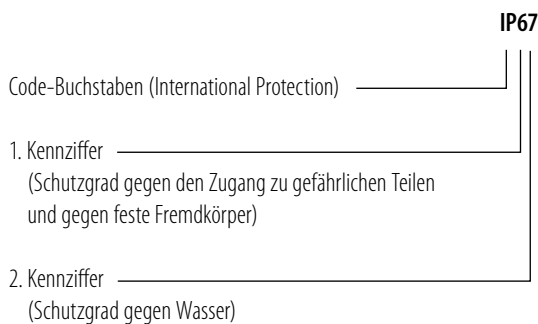 IP67
Code-Buchstaben (International Protection)
1. Kennziffer
(Schutzgrad gegen den Zugang zu gefährlichen Teilen
und gegen feste Fremdkörper)
2. Kennziffer
(Schutzgrad gegen Wasser)